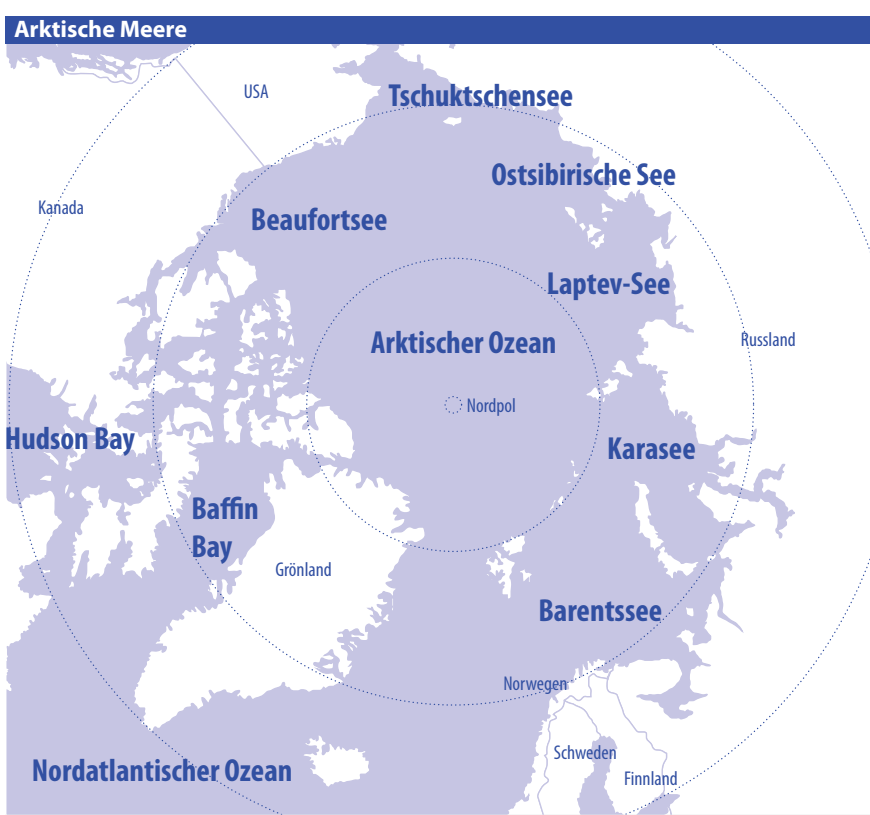 Arktische Meere
USA
Tschuktschensee
Ostsibirische See
Kanada
Beaufortsee
Laptev-See
Arktischer Ozean
Russland
Nordpol
Hudson Bay
Karasee
Baffin
Bay
Grönland
Barentssee
Norwegen
Schweden
Nordatlantischer Ozean
Finnland